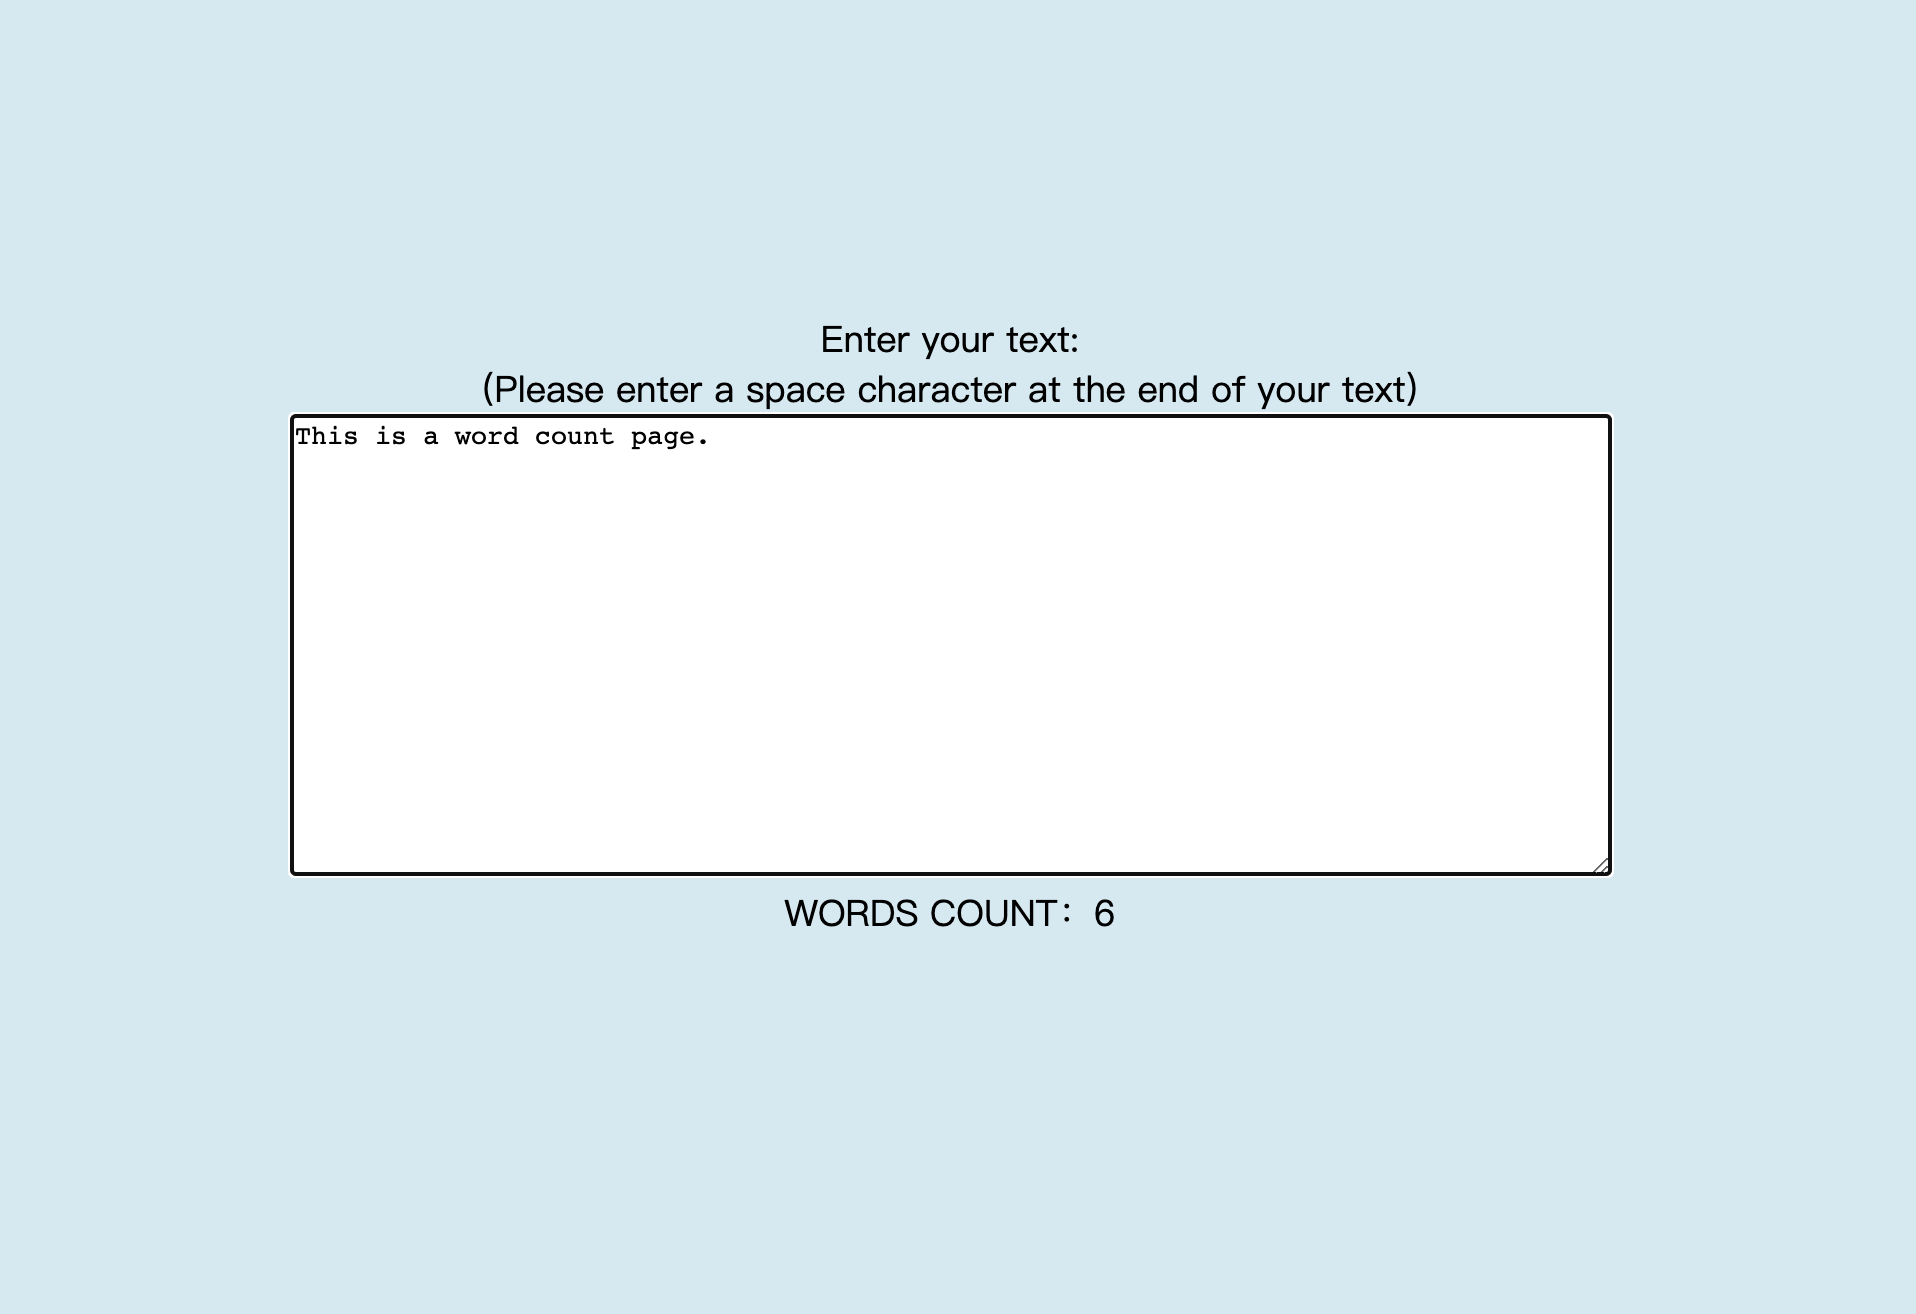 Enter your text:
(Please enter a space character at the end of your text)
This is a word count page.
WORDS COUNT：6